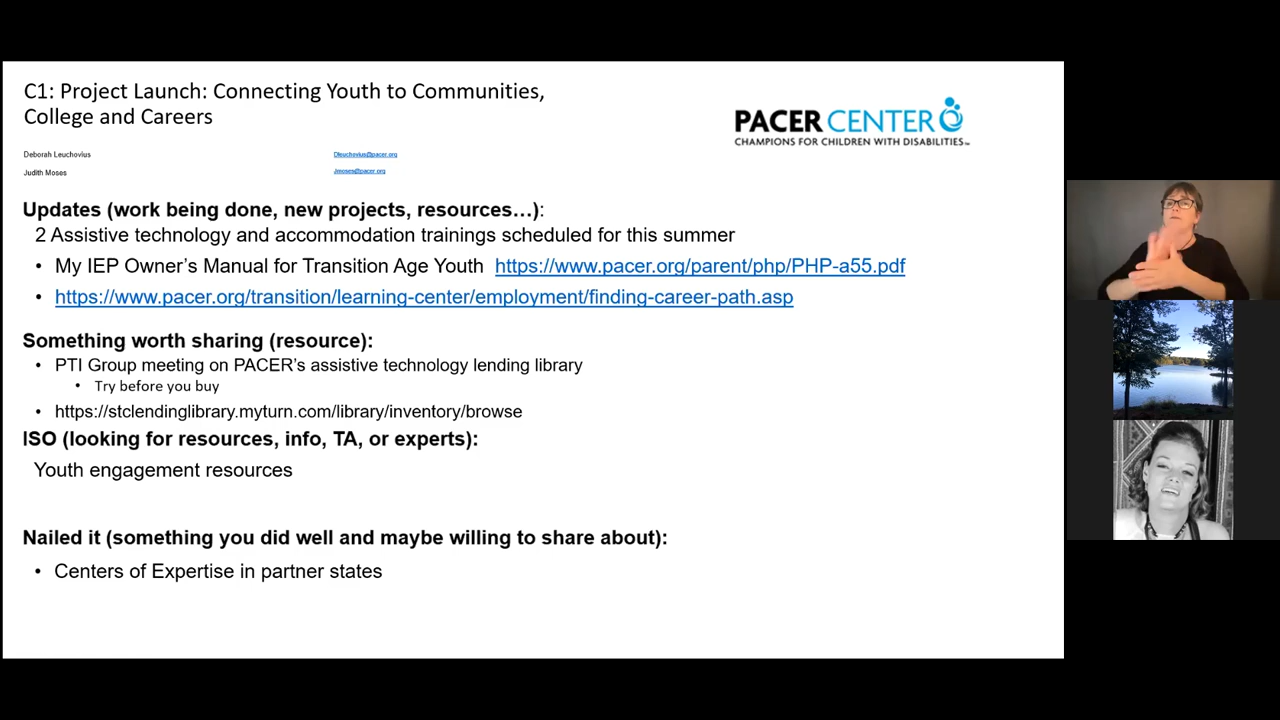 C1: Project Launch: Connecting Youth to Communities,
College and Careers
PACER CENTER
CHAMPIONS FOR CHILDREN WITH DISABILITIES™
Deborah Leuchovius Dleuchovius@pacer.org
Judith Moses Jmoses@pacer.org
Updates (work being done, new projects, resources…):
2 Assistive technology and accommodation trainings scheduled for this summer
• My IEP Owner’s Manual for Transition Age Youth https://www.pacer.org/parent/php/PHP-a55.pdf
• https://www.pacer.org/transition/learning-center/employment/finding-career-path.asp
Something worth sharing (resource):
• PTI Group meeting on PACER’s assistive technology lending library
• Try before you buy
• https://stclendinglibrary.myturn.com/library/inventory/browse
ISO (looking for resources, info, TA, or experts):
Youth engagement resources
Nailed it (something you did well and maybe willing to share about):
• Centers of Expertise in partner states